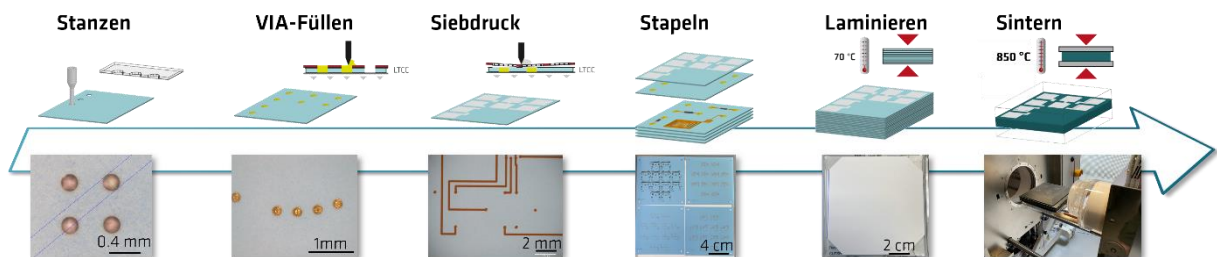 Stanzen
VIA-Füllen
Siebdruck
Stapeln
Laminieren
Sintern
LTCC
LTCC
70 °C
850 °C
0.4 mm
1mm
2 mm
4 cm
2 cm